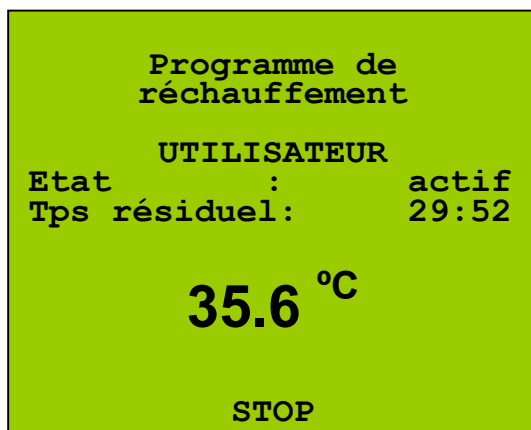 Programme de
réchauffement
UTILISATEUR
Etat : actif
Tps résiduel: 29:52
35.6 ºC
STOP